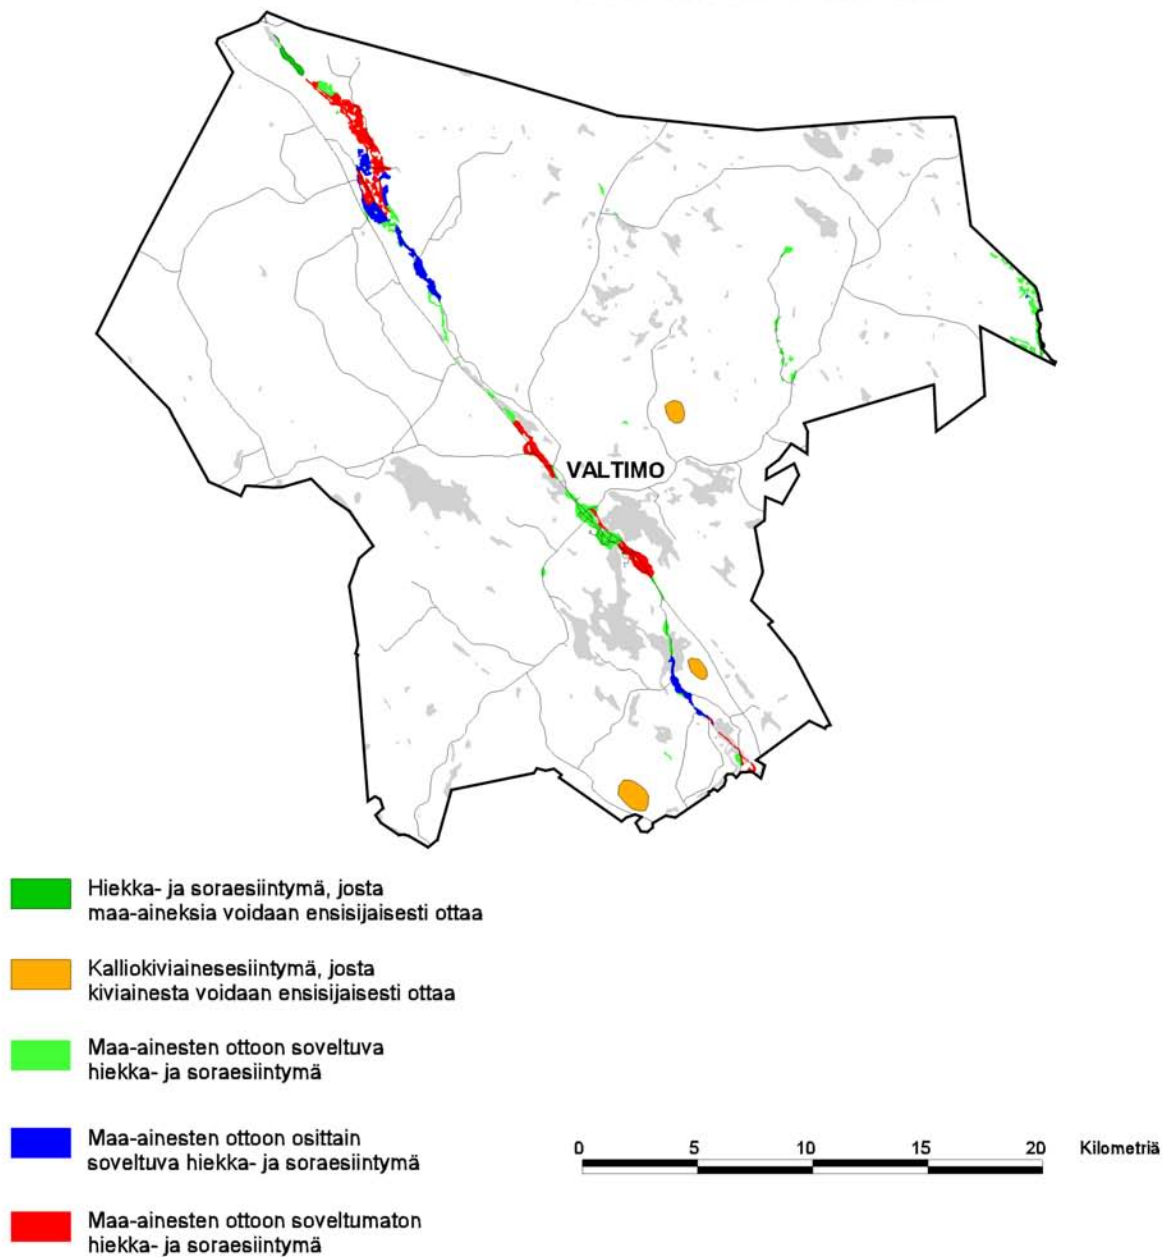 VALTIMO
Hiekka- ja soraesiintymä, josta
maa-aineksia voidaan ensisijaisesti ottaa
Kalliokiviainesesiintymä, josta
kiviainesta voidaan ensisijaisesti ottaa
Maa-ainesten ottoon soveltuva
hiekka- ja soraesiintymä
Maa-ainesten ottoon osittain
soveltuva hiekka- ja soraesiintymä
Maa-ainesten ottoon soveltumaton
hiekka- ja soraesiintymä
0 5 10 15 20 Kilometriä